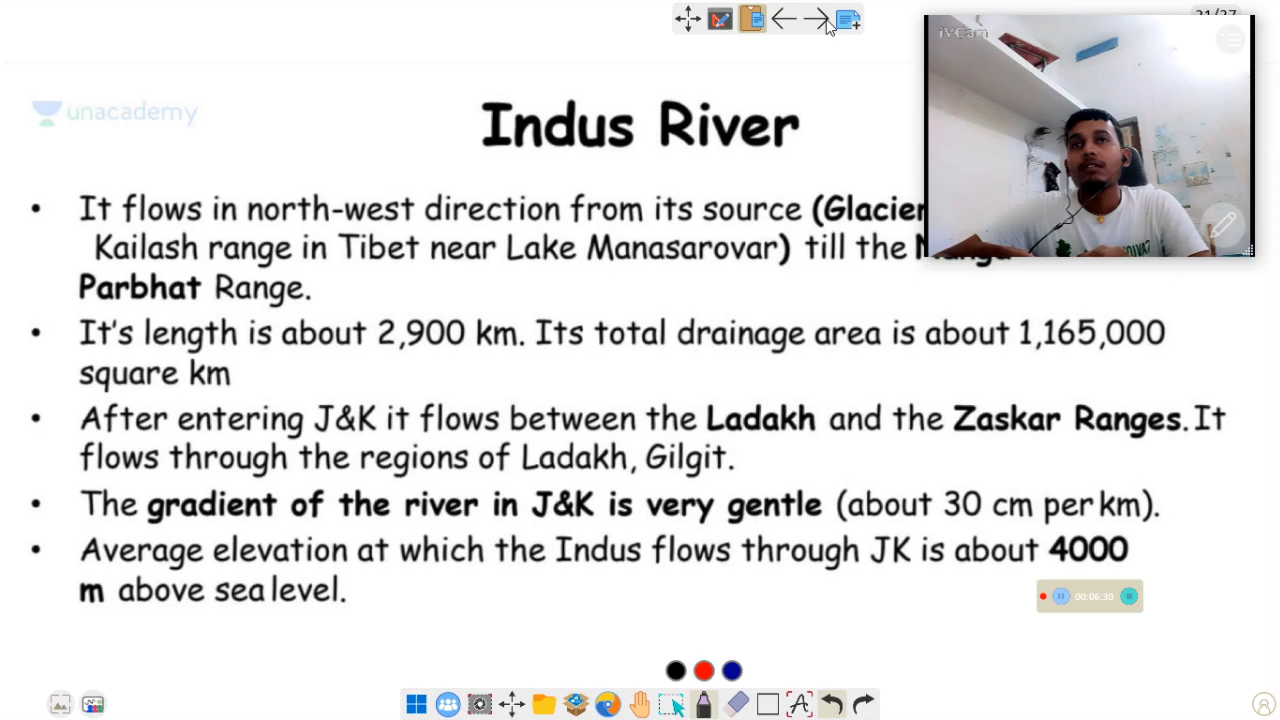 21/37
iVCam
unacademy
Indus River
• It flows in north-west direction from its source (Glacier
Kailash range in Tibet near Lake Manasarovar) till the
Parbhat Range.
• It's length is about 2,900 km. Its total drainage area is about 1,165,000
square km
• After entering J&K it flows between the Ladakh and the Zaskar Ranges. It
flows through the regions of Ladakh, Gilgit.
• The gradient of the river in J&K is very gentle (about 30 cm per km).
• Average elevation at which the Indus flows through JK is about 4000
m above sea level.
00:06:30